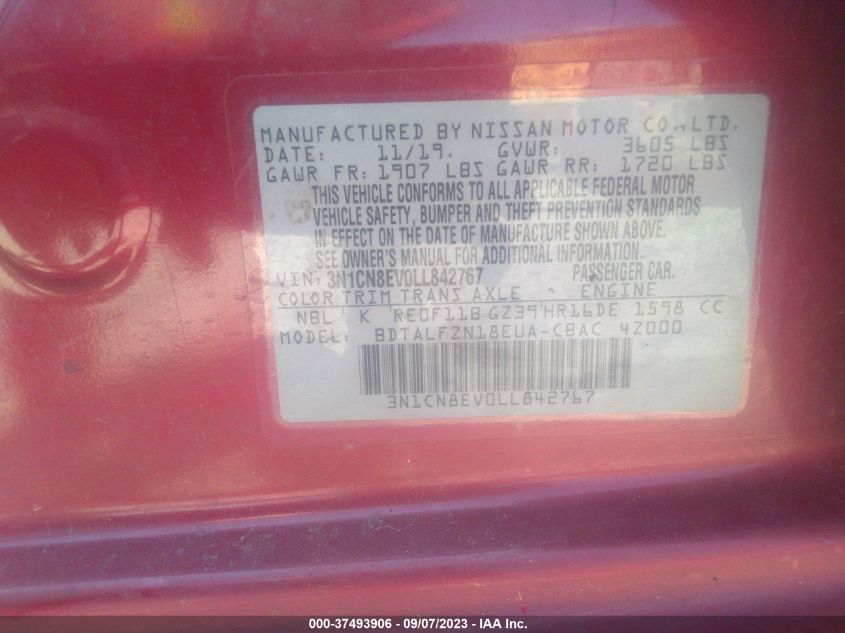 MANUFACTURED BY NISSAN MOTOR CO., LTD.
DATE: 11/19. GVWR: 3605 LBS
GAWR FR: 1907 LBS GAWR RR: 1720 LBS
THIS VEHICLE CONFORMS TO ALL APPLICABLE FEDERAL MOTOR
VEHICLE SAFETY, BUMPER AND THEFT PREVENTION STANDARDS
IN EFFECT ON THE DATE OF MANUFACTURE SHOWN ABOVE.
SEE OWNER'S MANUAL FOR ADDITIONAL INFORMATION.
VIN: 3N1CN8EV0LL842767 PASSENGER CAR.
COLOR TRIM TRANS AXLE ENGINE
NBL K RE0F11B GZ39 HR16DE 1598 CC
MODEL: BDTALFZN18EUA-CBAC 4Z000
3N1CN8EV0LL842767
000-37493906 - 09/07/2023 - IAA Inc.